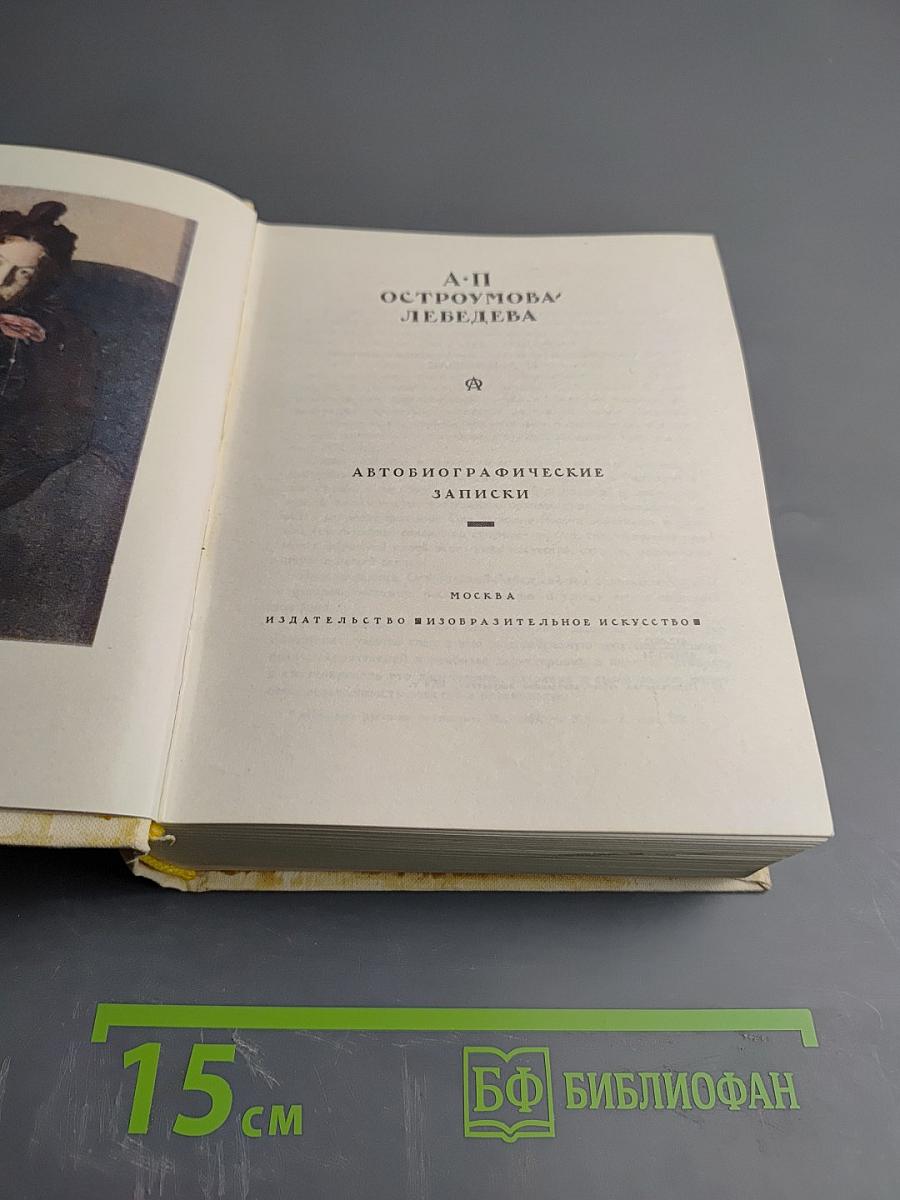 А·П
ОСТРОУМОВА-
ЛЕБЕДЕВА
АВТОБИОГРАФИЧЕСКИЕ
ЗАПИСКИ
МОСКВА
ИЗДАТЕЛЬСТВО ИЗОБРАЗИТЕЛЬНОЕ ИСКУССТВО
15 см
БФ БИБЛИОФАН